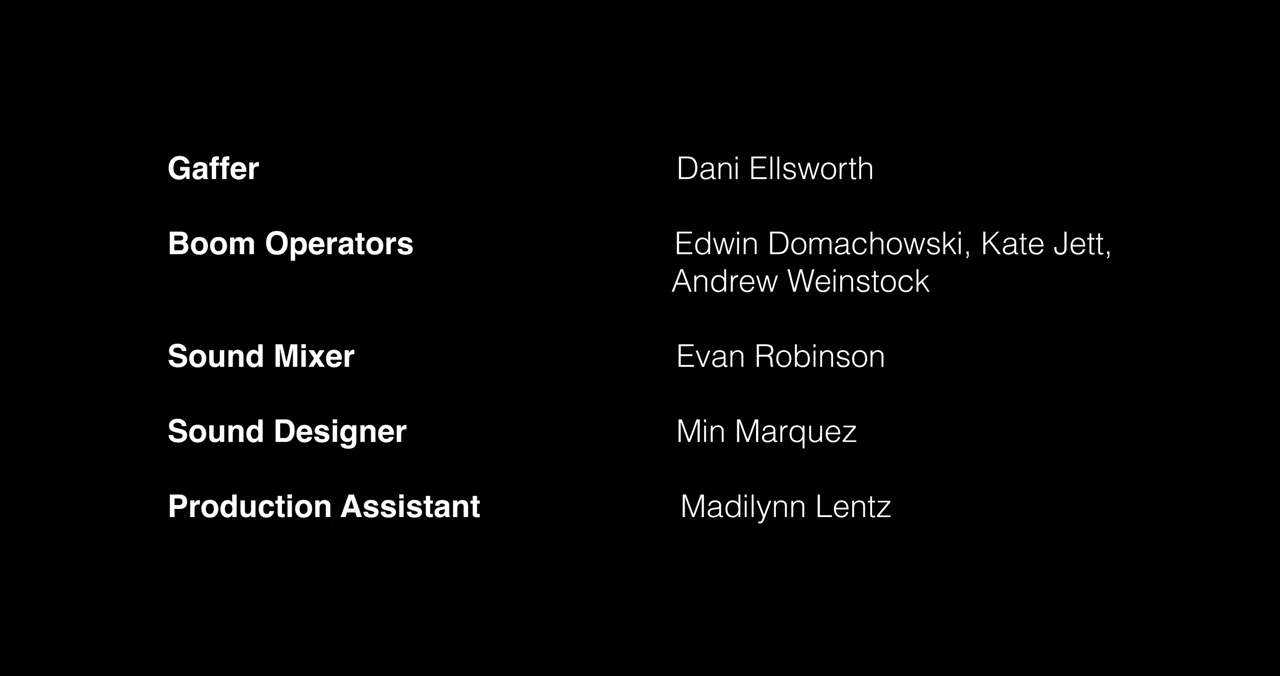 Gaffer Dani Ellsworth
Boom Operators Edwin Domachowski, Kate Jett,
Andrew Weinstock
Sound Mixer Evan Robinson
Sound Designer Min Marquez
Production Assistant Madilynn Lentz